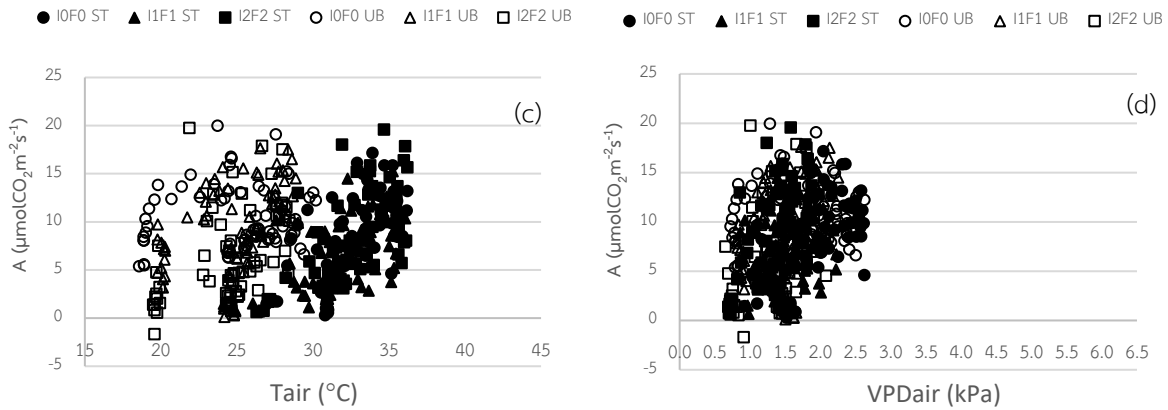 I0F0 ST I1F1 ST I2F2 ST I0F0 UB I1F1 UB I2F2 UB
25
20
15
10
5
0
-5
15 20 25 30 35 40 45
A (µmolCO₂m⁻²s⁻¹)
Tair (°C)
(c)
I0F0 ST I1F1 ST I2F2 ST I0F0 UB I1F1 UB I2F2 UB
25
20
15
10
5
0
-5
0.0 0.5 1.0 1.5 2.0 2.5 3.0 3.5 4.0 4.5 5.0 5.5 6.0 6.5
A (µmolCO₂m⁻²s⁻¹)
VPDair (kPa)
(d)